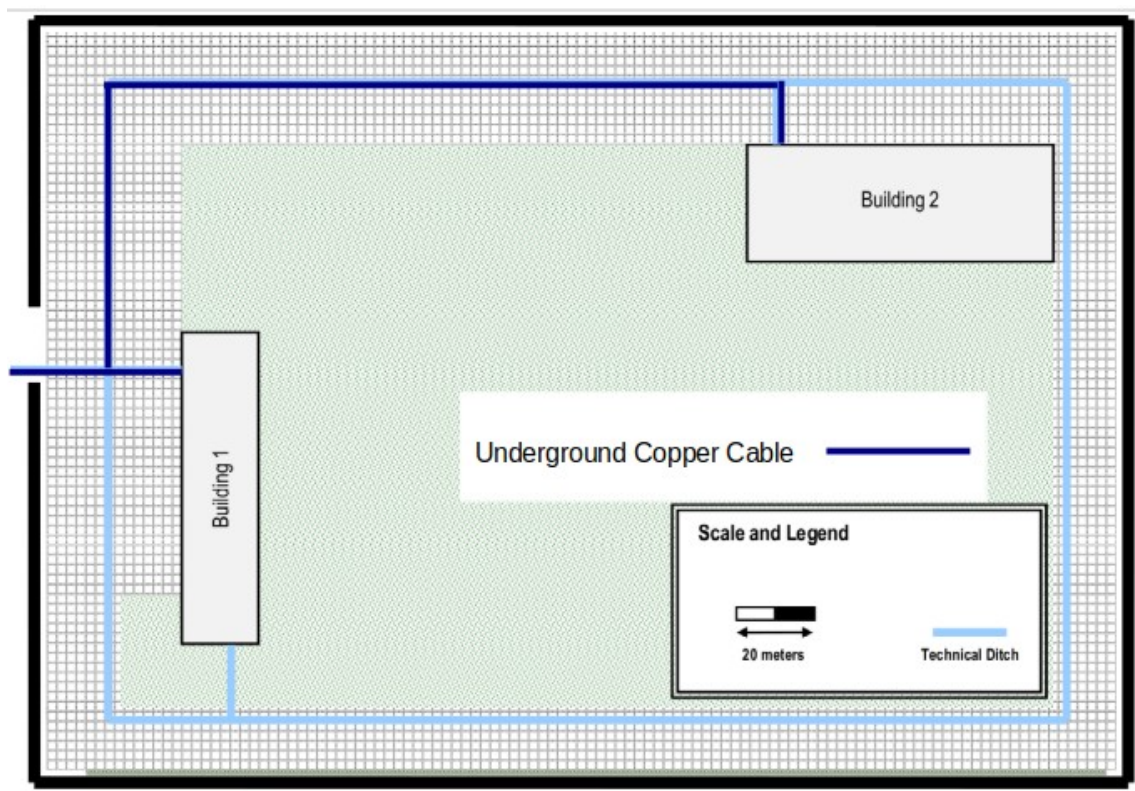 Building 2
Building 1
Underground Copper Cable
Scale and Legend
20 meters
Technical Ditch